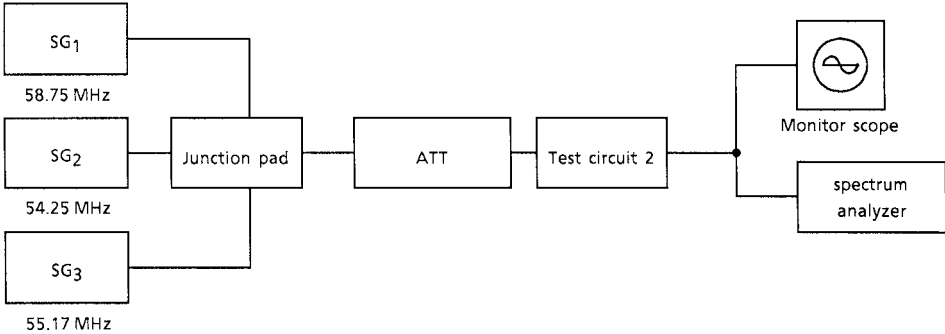 SG1
58.75 MHz
SG2
54.25 MHz
SG3
55.17 MHz
Junction pad
ATT
Test circuit 2
Monitor scope
spectrum
analyzer